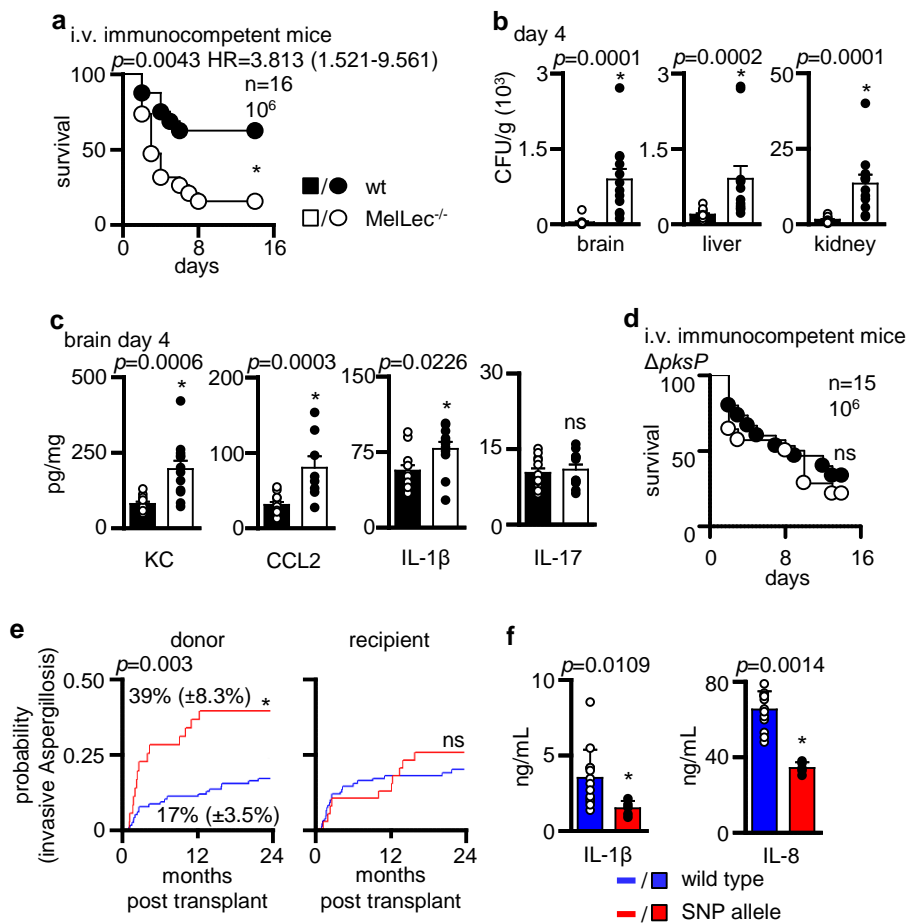 a
i.v. immunocompetent mice
p=0.0043 HR=3.813 (1.521-9.561)
n=16
10⁶
survival
100
50
0
0 8 16
days
* 
■/● wt
□/○ MelLec-/-
b
day 4
p=0.0001 p=0.0002 p=0.0001
CFU/g (10³)
3 3 50
1.5 1.5 25
0 0 0
* * *
brain liver kidney
c
brain day 4
p=0.0006 p=0.0003 p=0.0226
pg/mg
500 200 150 30
250 100 75 15
0 0 0 0
* * * ns
KC CCL2 IL-1β IL-17
d
i.v. immunocompetent mice
ΔpksP
n=15
10⁶
survival
100
50
0
ns
0 8 16
days
e
donor recipient
p=0.003
probability
(invasive Aspergillosis)
0.50
0.25
0
39% (±8.3%)
*
17% (±3.5%)
ns
0 12 24 0 12 24
months months
post transplant post transplant
f
p=0.0109 p=0.0014
ng/mL ng/mL
10 80
5 40
0 0
* *
IL-1β IL-8
/ wild type
/ SNP allele